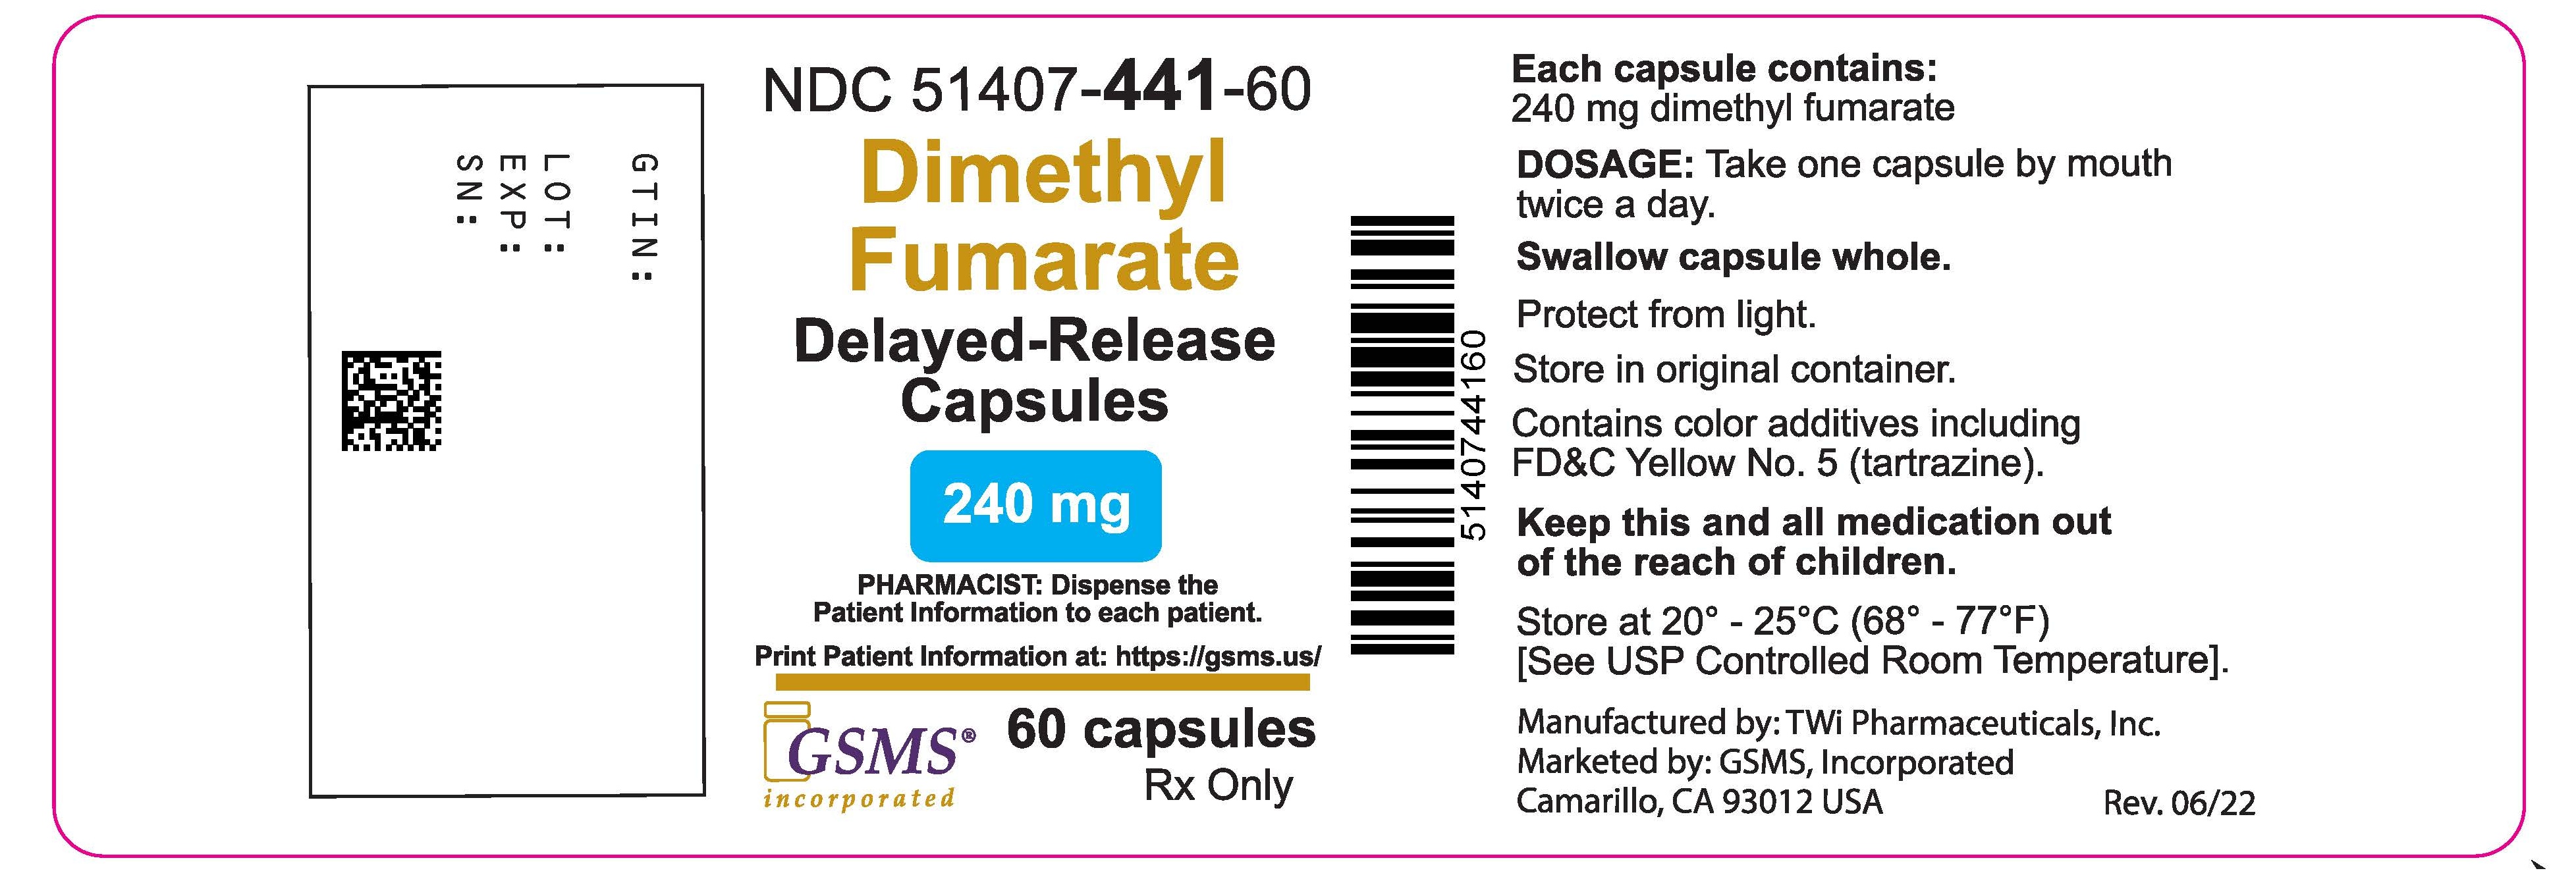 GTIN:
LOT:
EXP:
SN:
NDC 51407-441-60
Dimethyl
Fumarate
Delayed-Release
Capsules
240 mg
PHARMACIST: Dispense the
Patient Information to each patient.
Print Patient Information at: https://gsms.us/
GSMS®
incorporated
60 capsules
Rx Only
5140744160
Each capsule contains:
240 mg dimethyl fumarate
DOSAGE: Take one capsule by mouth
twice a day.
Swallow capsule whole.
Protect from light.
Store in original container.
Contains color additives including
FD&C Yellow No. 5 (tartrazine).
Keep this and all medication out
of the reach of children.
Store at 20° - 25°C (68° - 77°F)
[See USP Controlled Room Temperature].
Manufactured by: TWi Pharmaceuticals, Inc.
Marketed by: GSMS, Incorporated
Camarillo, CA 93012 USA
Rev. 06/22